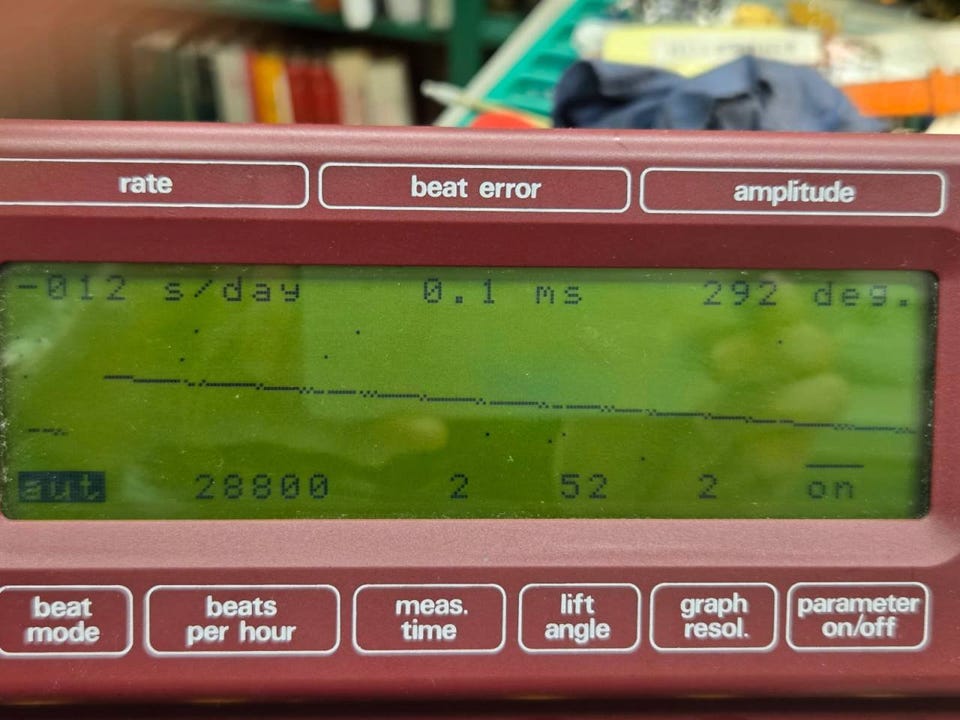 rate beat error amplitude
-012 s/day 0.1 ms 292 deg.
aut 28800 2 52 2 on
beat mode beats per hour meas. time lift angle graph resol. parameter on/off